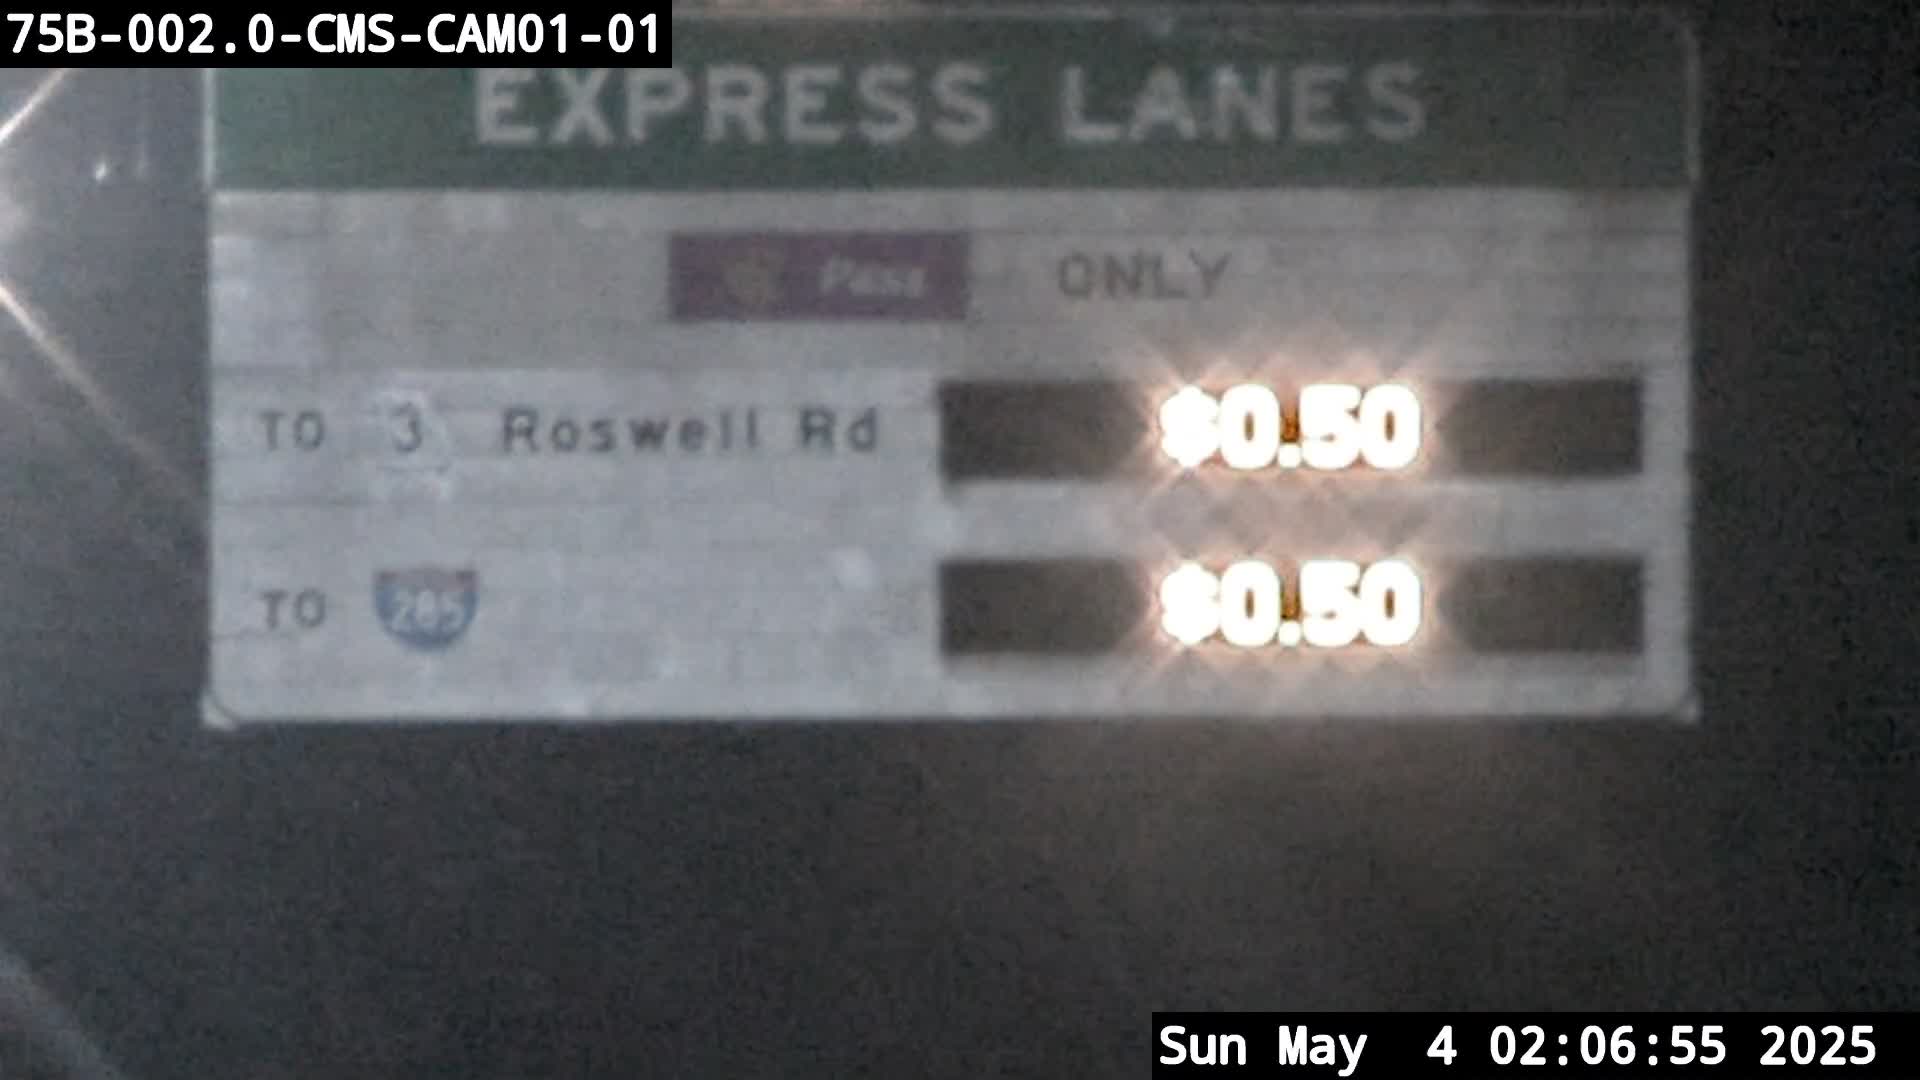 75B-002.0-CMS-CAM01-01
EXPRESS LANES
Pass ONLY
TO 3 Roswell Rd $0.50
TO 285 $0.50
Sun May 4 02:06:55 2025